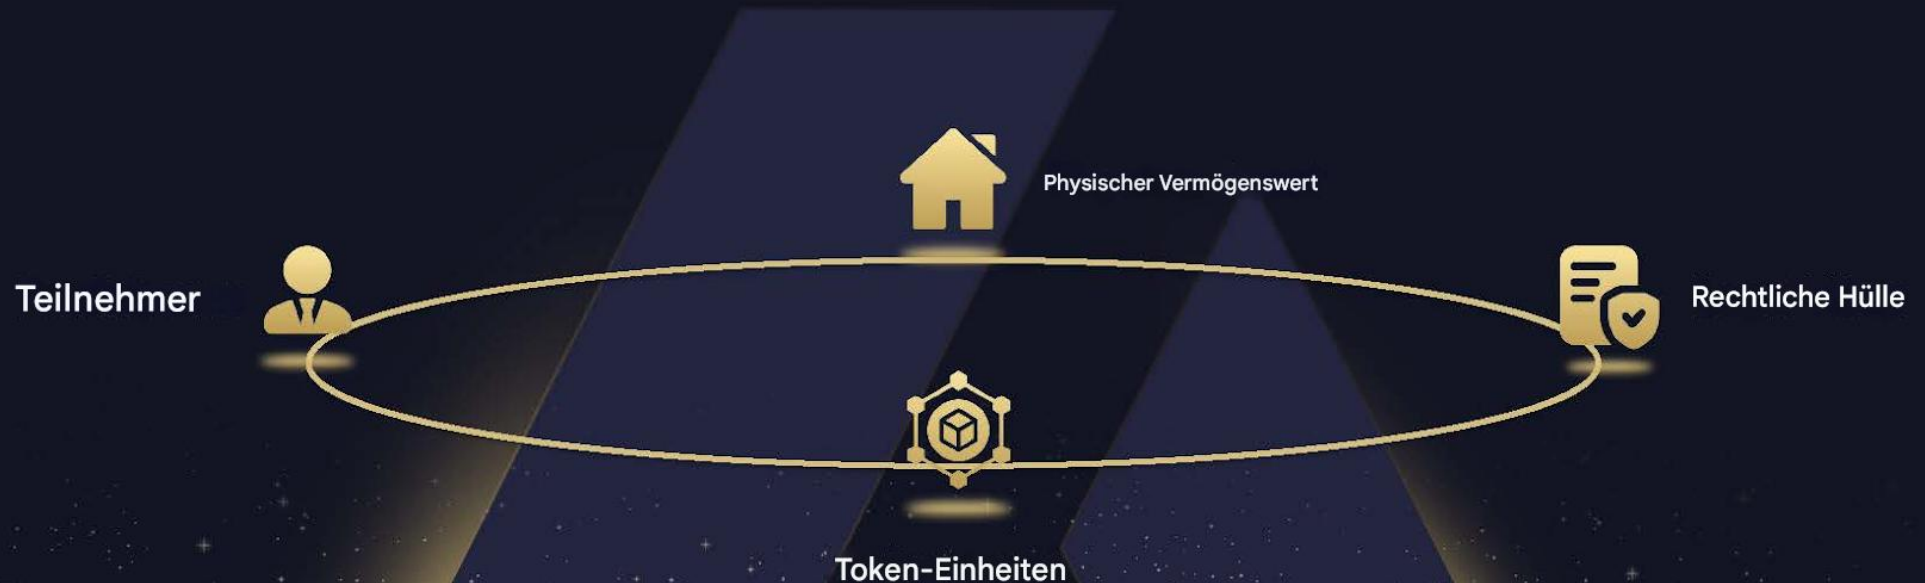 Physischer Vermögenswert
Teilnehmer
Rechtliche Hülle
Token-Einheiten